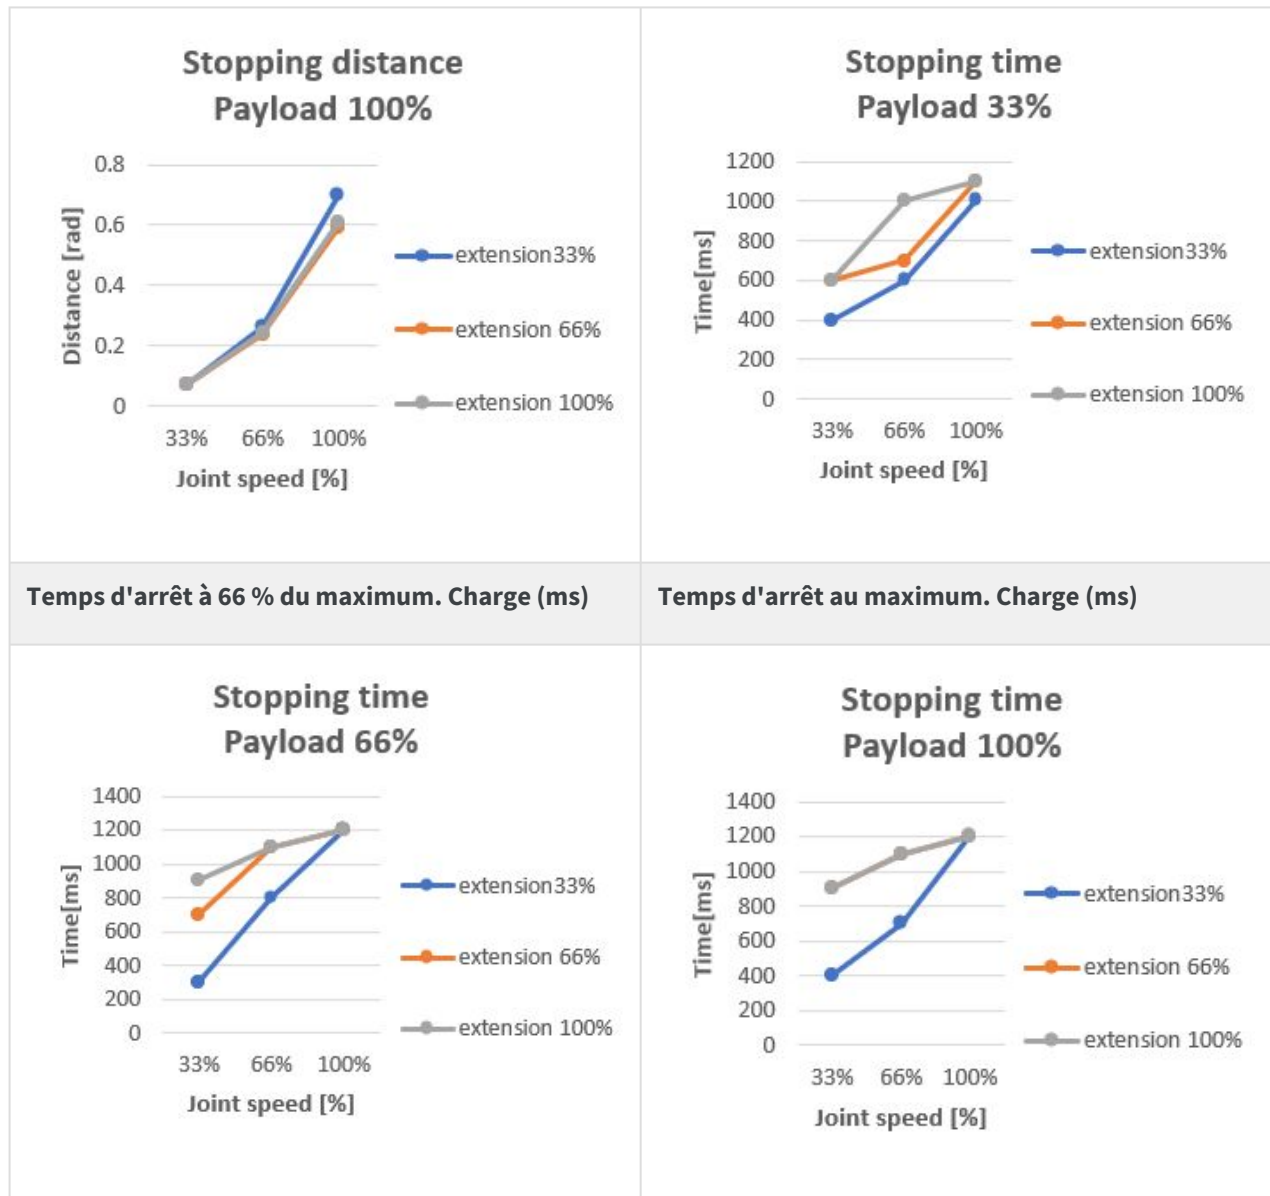 Stopping distance
Payload 100%
0.8
0.6
0.4
0.2
0
Distance [rad]
33% 66% 100%
Joint speed [%]
extension33%
extension 66%
extension 100%
Stopping time
Payload 33%
1200
1000
800
600
400
200
0
Time[ms]
33% 66% 100%
Joint speed [%]
extension33%
extension 66%
extension 100%
Temps d'arrêt à 66 % du maximum. Charge (ms)
Temps d'arrêt au maximum. Charge (ms)
Stopping time
Payload 66%
1400
1200
1000
800
600
400
200
0
Time[ms]
33% 66% 100%
Joint speed [%]
extension33%
extension 66%
extension 100%
Stopping time
Payload 100%
1400
1200
1000
800
600
400
200
0
Time[ms]
33% 66% 100%
Joint speed [%]
extension33%
extension 66%
extension 100%